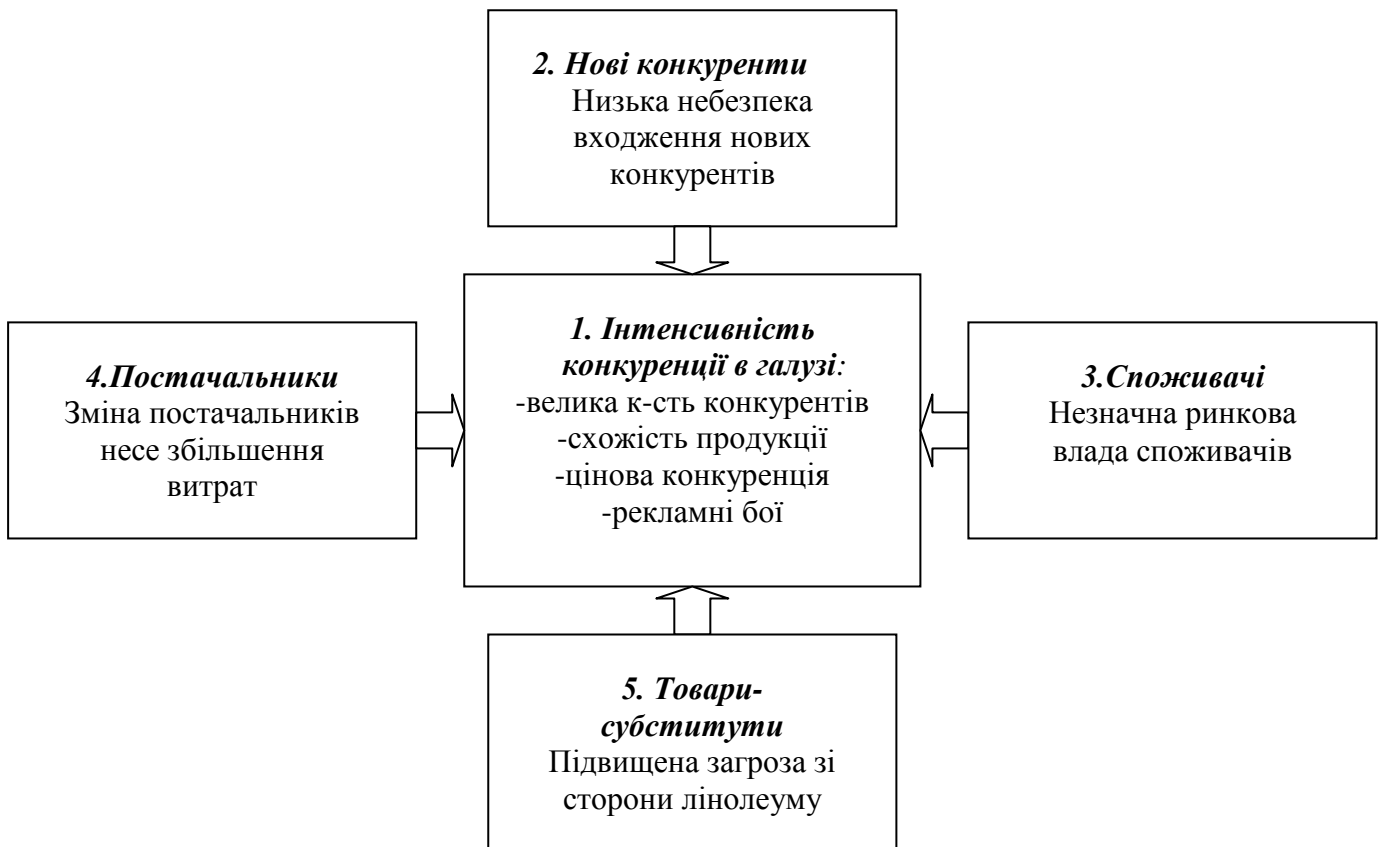 2. Нові конкуренти
Низька небезпека
входження нових
конкурентів
4.Постачальники
Зміна постачальників
несе збільшення
витрат
1. Інтенсивність
конкуренції в галузі:
-велика к-сть конкурентів
-схожість продукції
-цінова конкуренція
-рекламні бої
3.Споживачі
Незначна ринкова
влада споживачів
5. Товари-
субститути
Підвищена загроза зі
сторони лінолеуму